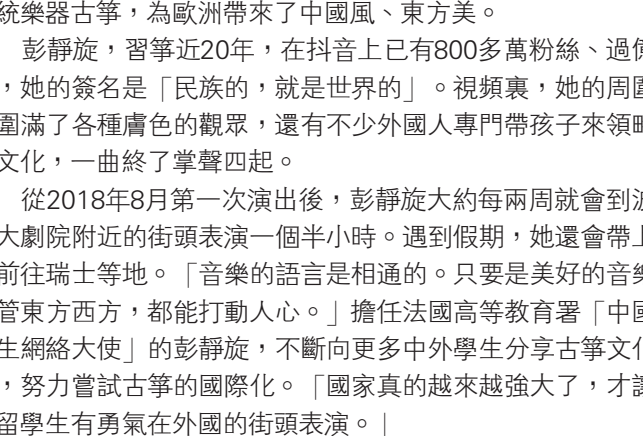 統樂器古箏，為歐洲帶來了中國風、東方美。
彭靜旋，習箏近20年，在抖音上已有800多萬粉絲、過億
，她的簽名是「民族的，就是世界的」。視頻裏，她的周圍
圍滿了各種膚色的觀眾，還有不少外國人專門帶孩子來領略
文化，一曲終了掌聲四起。
從2018年8月第一次演出後，彭靜旋大約每兩周就會到波
大劇院附近的街頭表演一個半小時。遇到假期，她還會帶上
前往瑞士等地。「音樂的語言是相通的。只要是美好的音樂
管東方西方，都能打動人心。」擔任法國高等教育署「中國
生網絡大使」的彭靜旋，不斷向更多中外學生分享古箏文化
，努力嘗試古箏的國際化。「國家真的越來越強大了，才讓
留學生有勇氣在外國的街頭表演。」